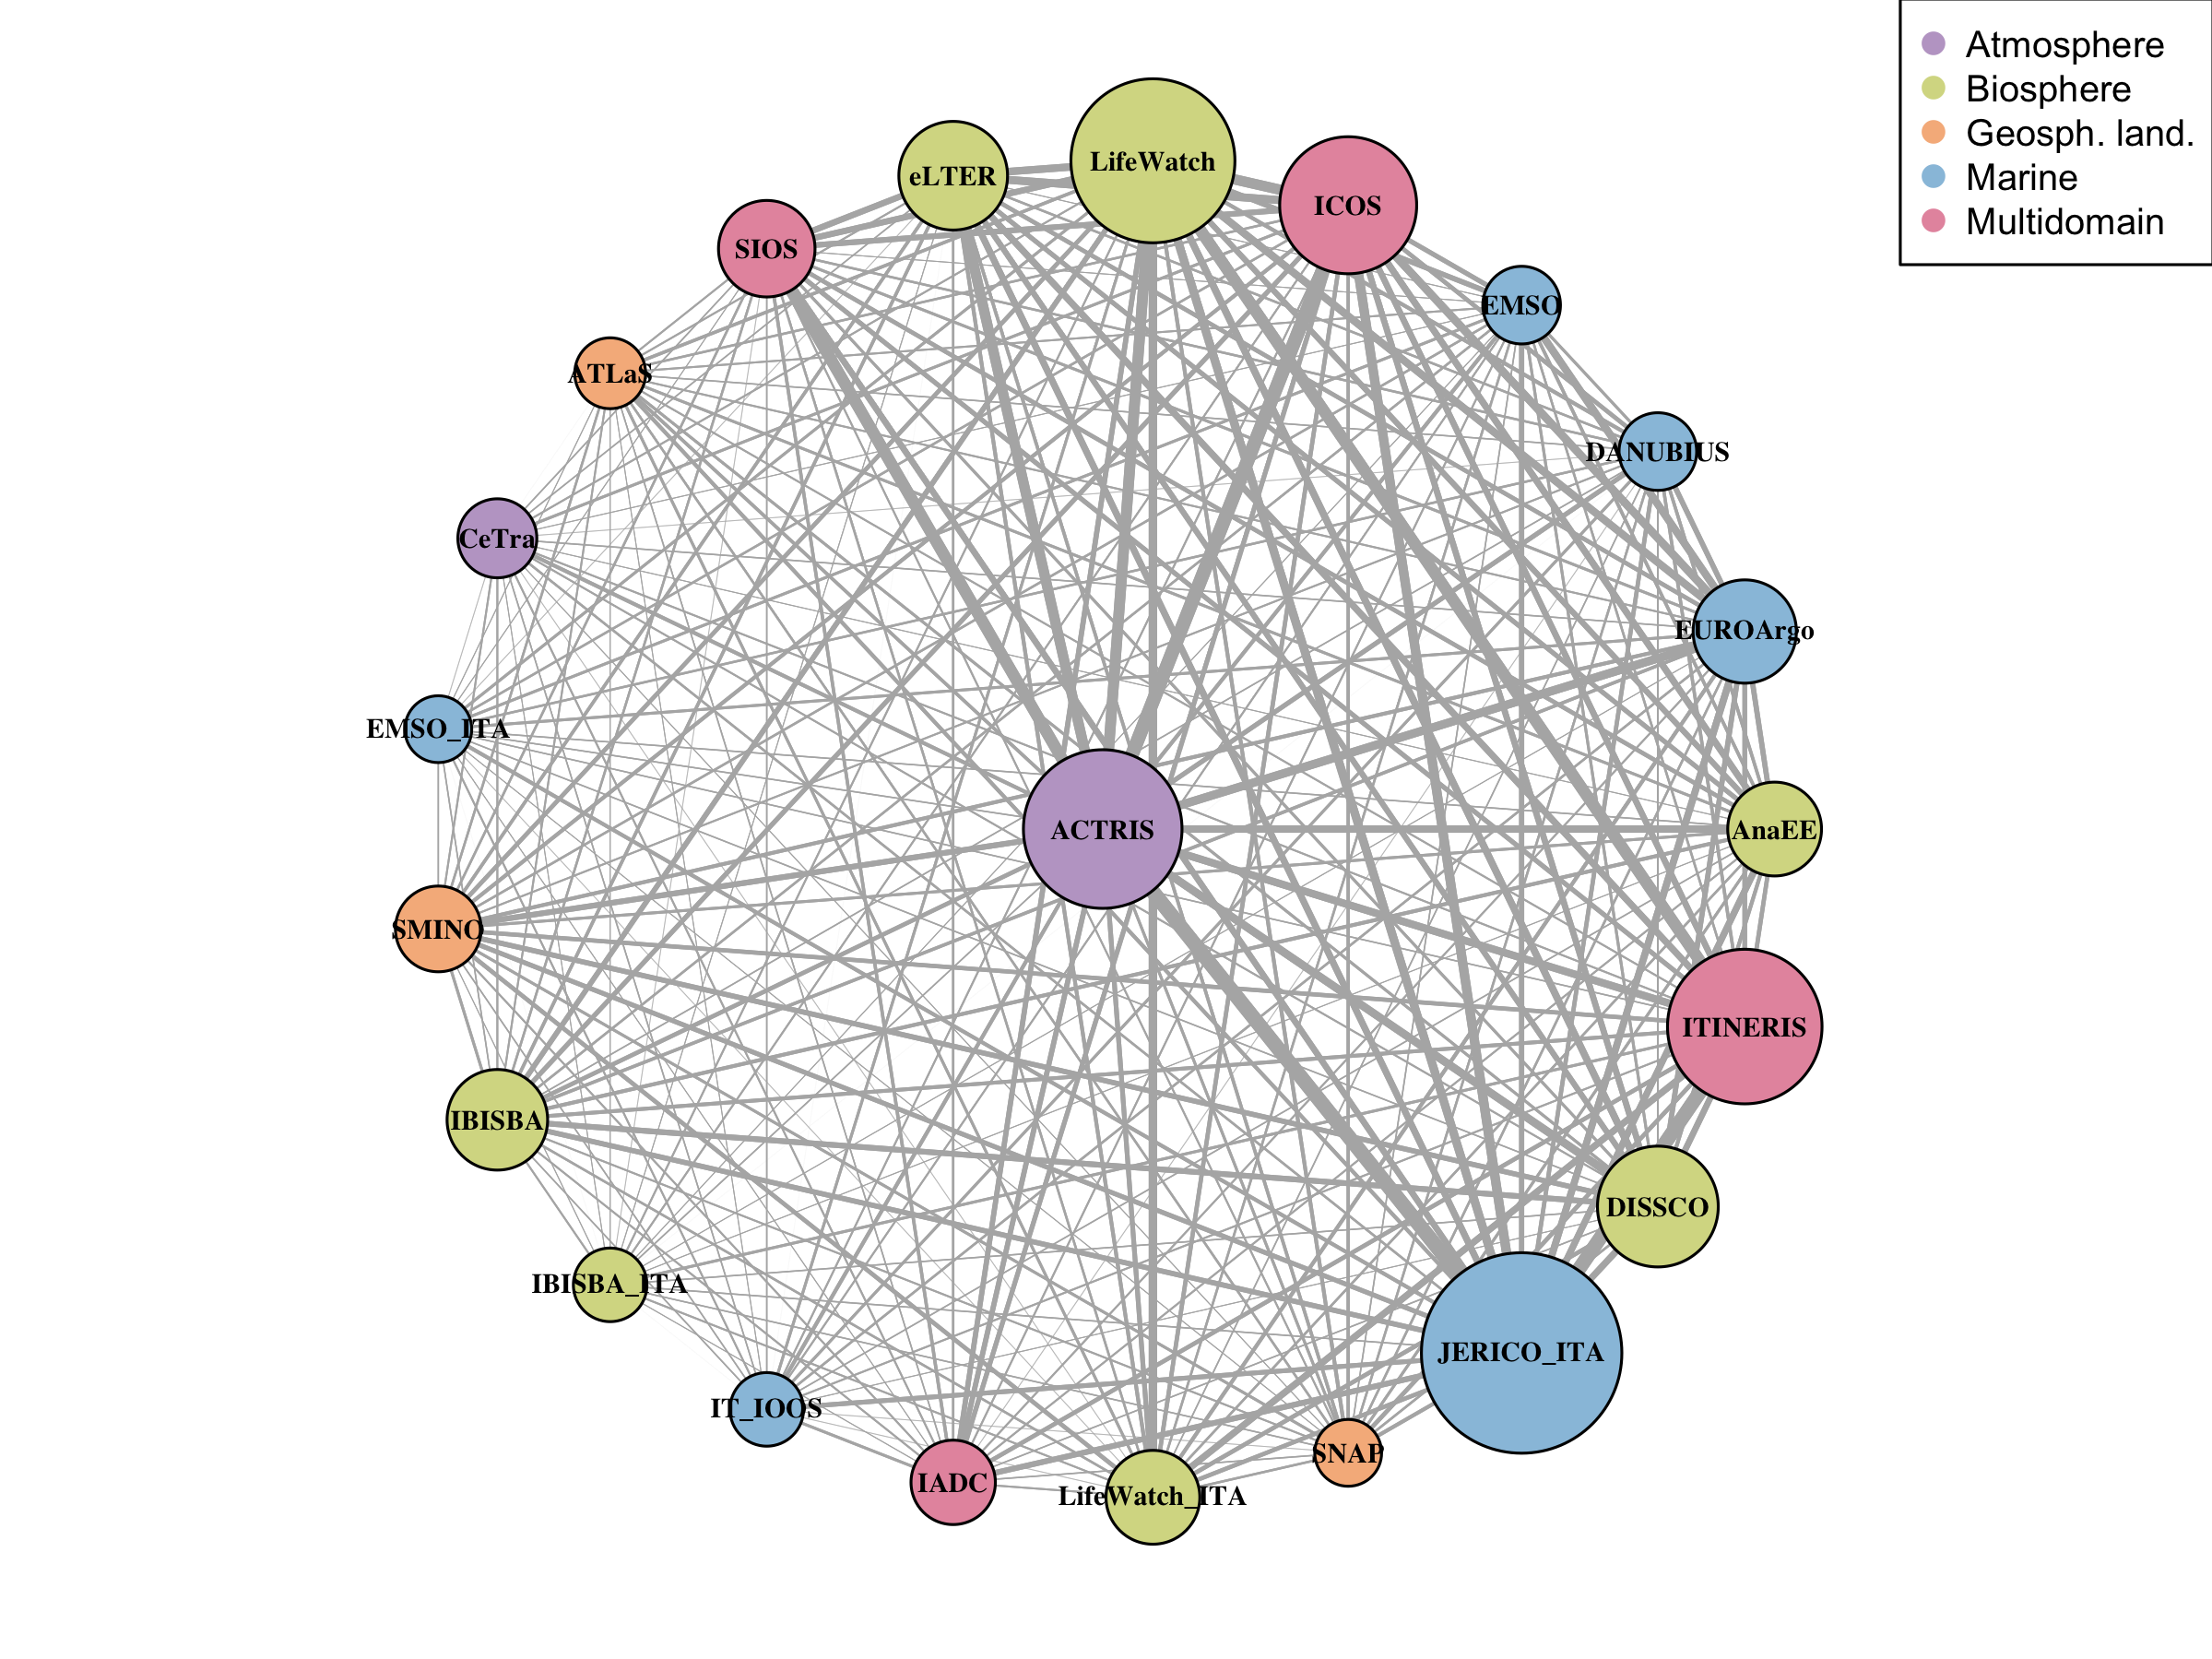 Atmosphere
Biosphere
Geosph. land.
Marine
Multidomain
LifeWatch
eLTER
ICOS
SIOS
EMSO
ATLaS
DANUBIUS
CeTra
EUROArgo
EMSO_ITA
ACTRIS
AnaEE
SMINO
ITINERIS
IBISBA
DISSCO
IBISBA_ITA
JERICO_ITA
IT_IOOS
SNAP
IADC
LifeWatch_ITA